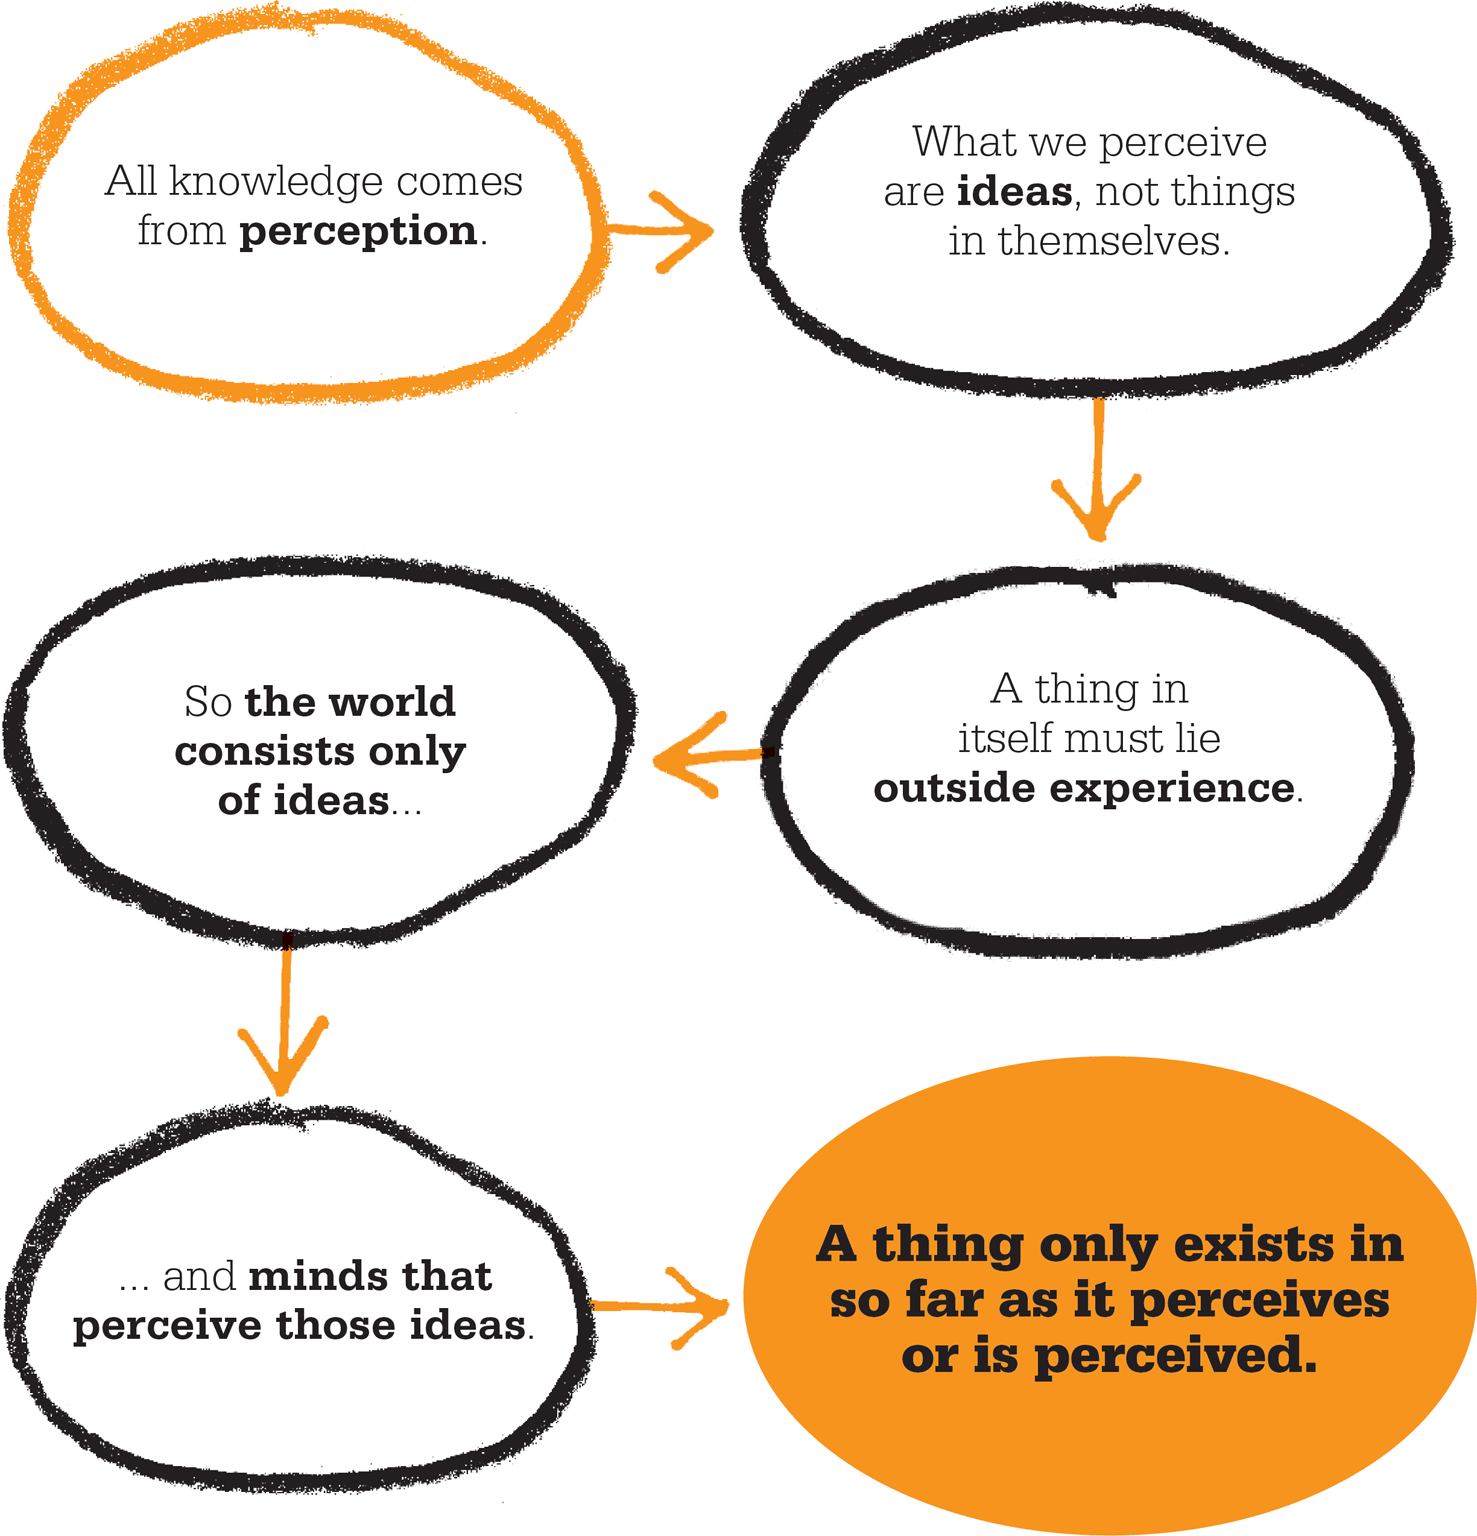 All knowledge comes
from perception.
What we perceive
are ideas, not things
in themselves.
A thing in
itself must lie
outside experience.
So the world
consists only
of ideas...
... and minds that
perceive those ideas.
A thing only exists in
so far as it perceives
or is perceived.